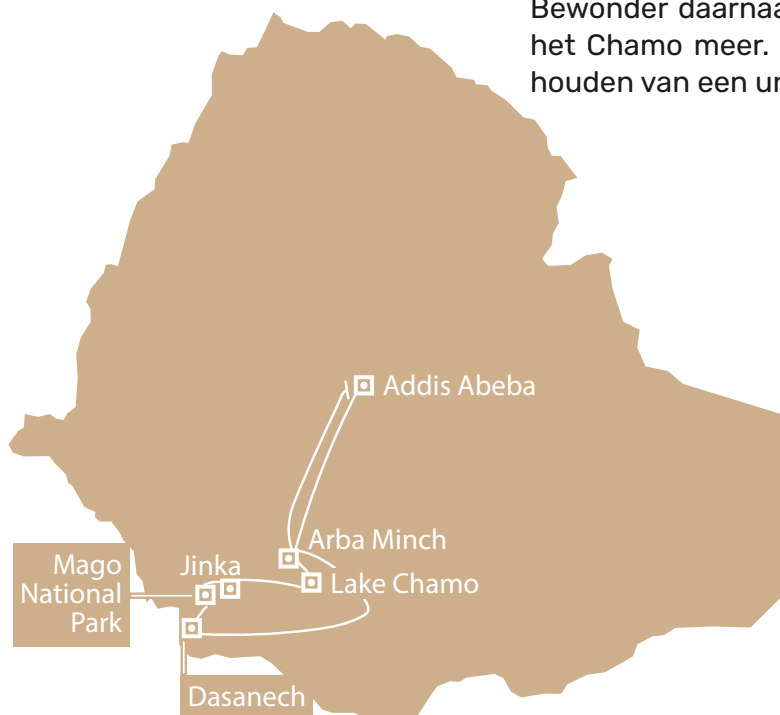 Bewonder daarnaa
het Chamo meer.
houden van een u
Addis Abeba
Arba Minch
Jinka
Lake Chamo
Mago
National
Park
Dasanech